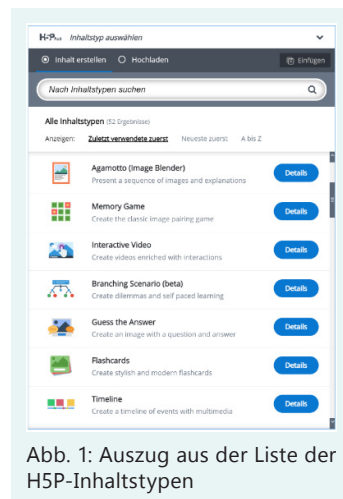 H5P Hub Inhaltstyp auswählen
Inhalt erstellen Hochladen Einfügen
Nach Inhaltstypen suchen
Alle Inhaltstypen (52 Ergebnisse)
Anzeigen: Zuletzt verwendete zuerst Neueste zuerst A bis Z
Agamotto (Image Blender)
Present a sequence of images and explanations
Details
Memory Game
Create the classic image pairing game
Details
Interactive Video
Create videos enriched with interactions
Details
Branching Scenario (beta)
Create dilemmas and self paced learning
Details
Guess the Answer
Create an image with a question and answer
Details
Flashcards
Create stylish and modern flashcards
Details
Timeline
Create a timeline of events with multimedia
Details
Abb. 1: Auszug aus der Liste der
H5P-Inhaltstypen